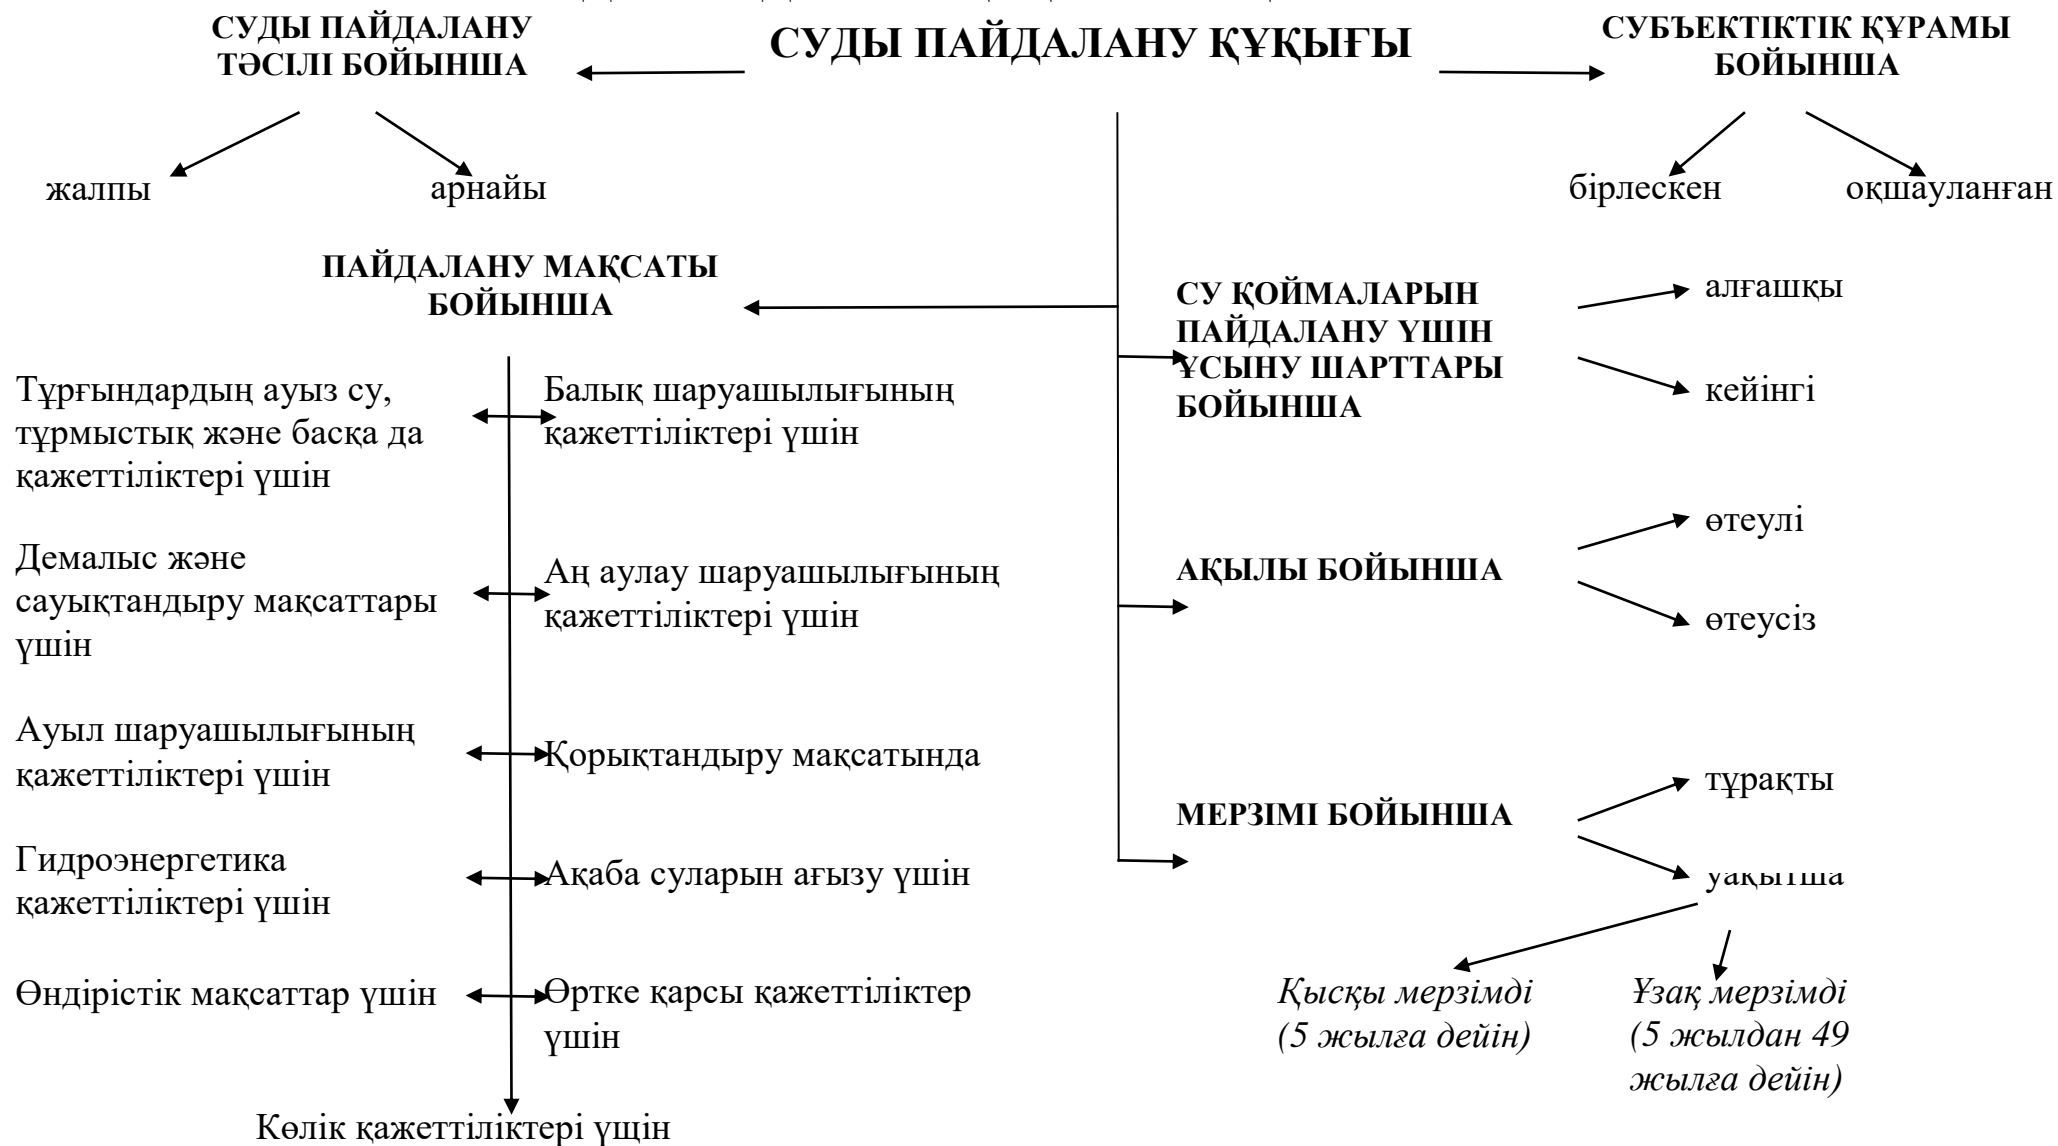 СУДЫ ПАЙДАЛАНУ
ТӘСІЛІ БОЙЫНША
СУДЫ ПАЙДАЛАНУ ҚҰҚЫҒЫ
СУБЪЕКТІКТІК ҚҰРАМЫ
БОЙЫНША
жалпы
арнайы
бірлескен
оқшауланған
ПАЙДАЛАНУ МАҚСАТЫ
БОЙЫНША
Тұрғындардың ауыз су,
тұрмыстық және басқа да
қажеттіліктері үшін
Балық шаруашылығының
қажеттіліктері үшін
Демалыс және
сауықтандыру мақсаттары
үшін
Аң аулау шаруашылығының
қажеттіліктері үшін
Ауыл шаруашылығының
қажеттіліктері үшін
Қорықтандыру мақсатында
Гидроэнергетика
қажеттіліктері үшін
Ақаба суларын ағызу үшін
Өндірістік мақсаттар үшін
Өртке қарсы қажеттіліктер
үшін
Көлік қажеттіліктері үщін
СУ ҚОЙМАЛАРЫН
ПАЙДАЛАНУ ҮШІН
ҰСЫНУ ШАРТТАРЫ
БОЙЫНША
алғашқы
кейінгі
АҚЫЛЫ БОЙЫНША
өтеулі
өтеусіз
МЕРЗІМІ БОЙЫНША
тұрақты
уақытша
Қысқы мерзімді
(5 жылға дейін)
Ұзақ мерзімді
(5 жылдан 49
жылға дейін)